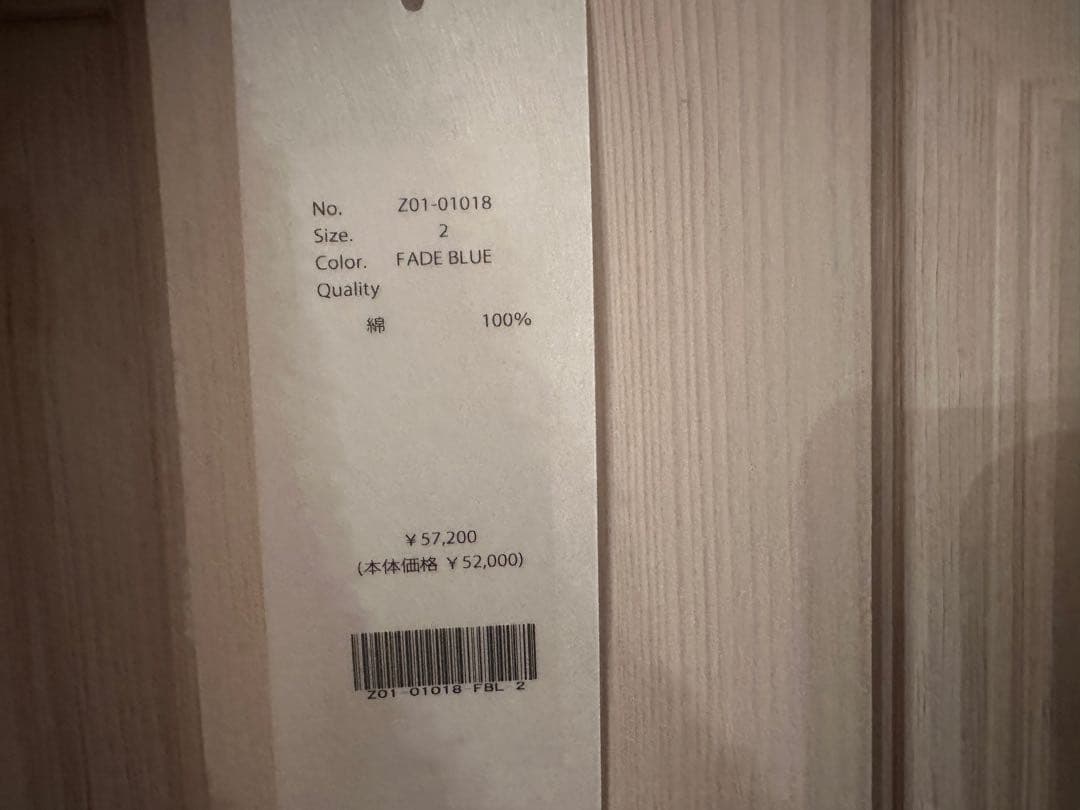 No. Z01-01018
Size. 2
Color. FADE BLUE
Quality
綿 100%
￥57,200
(本体価格 ￥52,000)
Z01-01018-FBL-2